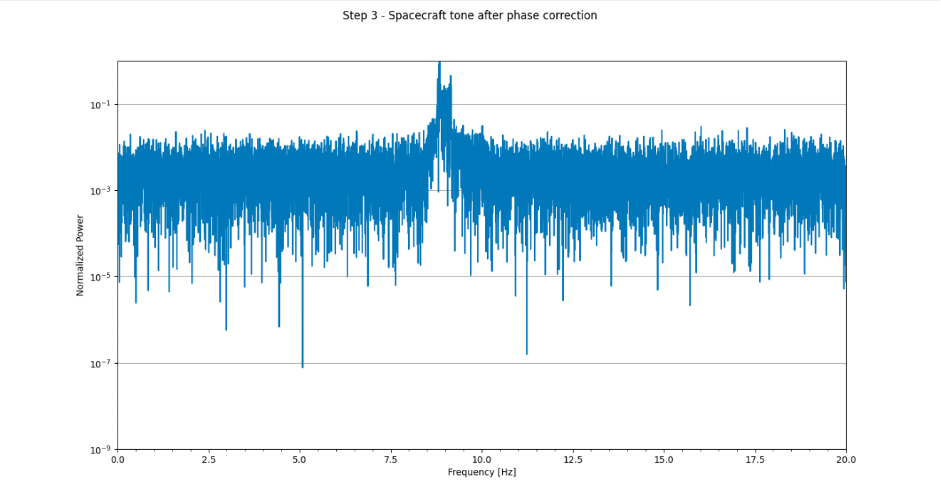 Step 3 - Spacecraft tone after phase correction
10⁻¹
10⁻³
10⁻⁵
10⁻⁷
10⁻⁹
Normalized Power
0.0 2.5 5.0 7.5 10.0 12.5 15.0 17.5 20.0
Frequency [Hz]